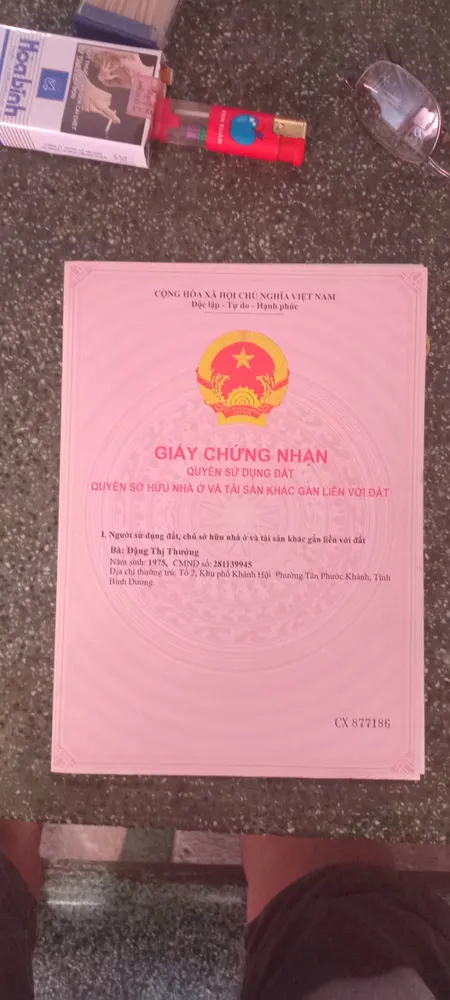 Hoabinh
VẠN XUÂN
CỘNG HÒA XÃ HỘI CHỦ NGHĨA VIỆT NAM
Độc lập - Tự do - Hạnh phúc
GIẤY CHỨNG NHẬN
QUYỀN SỬ DỤNG ĐẤT
QUYỀN SỞ HỮU NHÀ Ở VÀ TÀI SẢN KHÁC GẮN LIỀN VỚI ĐẤT
I. Người sử dụng đất, chủ sở hữu nhà ở và tài sản khác gắn liền với đất
Bà: Đặng Thị Thưởng
Năm sinh: 1975, CMND số: 281139945
Địa chỉ thường trú: Tổ 2, Khu phố Khánh Hội Phường Tân Phước Khánh, Tỉnh
Bình Dương.
CX 877186